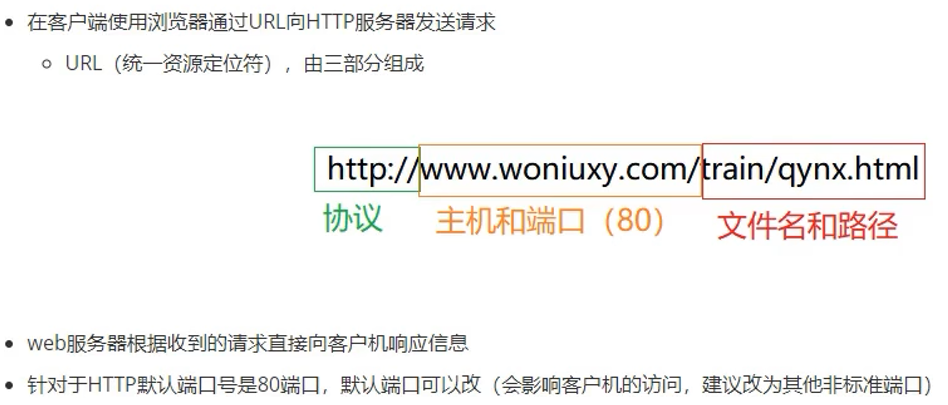 在客户端使用浏览器通过URL向HTTP服务器发送请求
URL（统一资源定位符），由三部分组成
http://www.woniuxy.com/train/qynx.html
协议 主机和端口（80） 文件名和路径
web服务器根据收到的请求直接向客户机响应信息
针对于HTTP默认端口号是80端口，默认端口可以改（会影响客户机的访问，建议改为其他非标准端口）